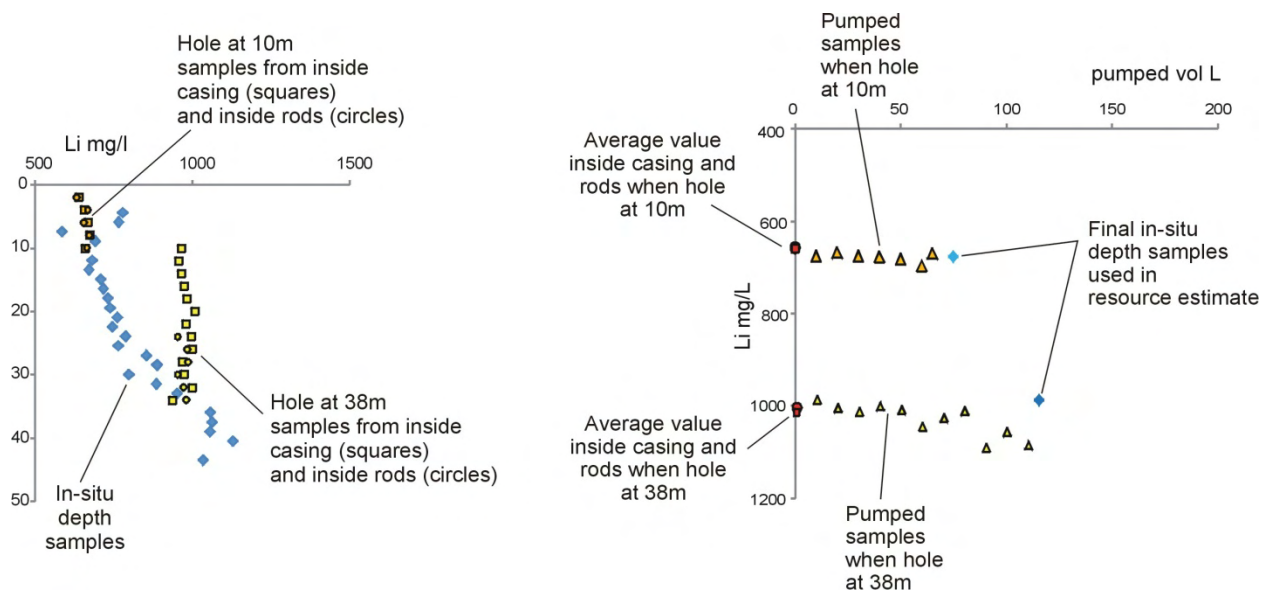 Hole at 10m
samples from inside
casing (squares)
and inside rods (circles)
Li mg/l
500 1000 1500
0
10
20
30
40
50
Hole at 38m
samples from inside
casing (squares)
and inside rods (circles)
In-situ
depth
samples
Pumped
samples
when hole
at 10m
pumped vol L
0 50 100 150 200
400
600
800
1000
1200
Li mg/L
Average value
inside casing and
rods when hole
at 10m
Final in-situ
depth samples
used in
resource estimate
Average value
inside casing and
rods when hole
at 38m
Pumped
samples
when hole
at 38m